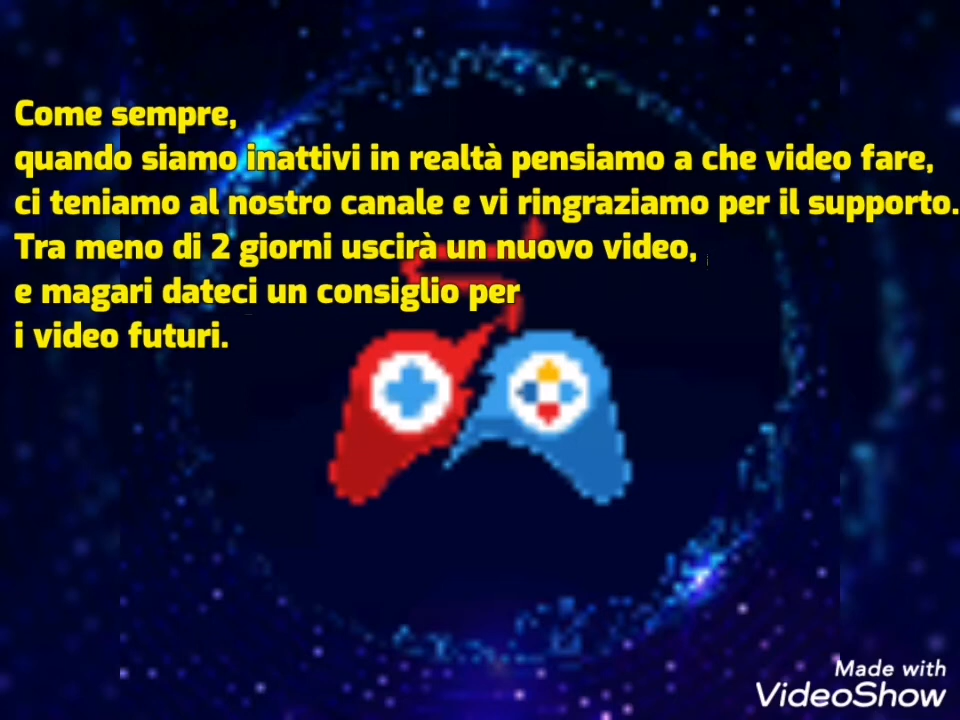 Come sempre,
quando siamo inattivi in realtà pensiamo a che video fare,
ci teniamo al nostro canale e vi ringraziamo per il supporto.
Tra meno di 2 giorni uscirà un nuovo video,
e magari dateci un consiglio per
i video futuri.
Made with
VideoShow